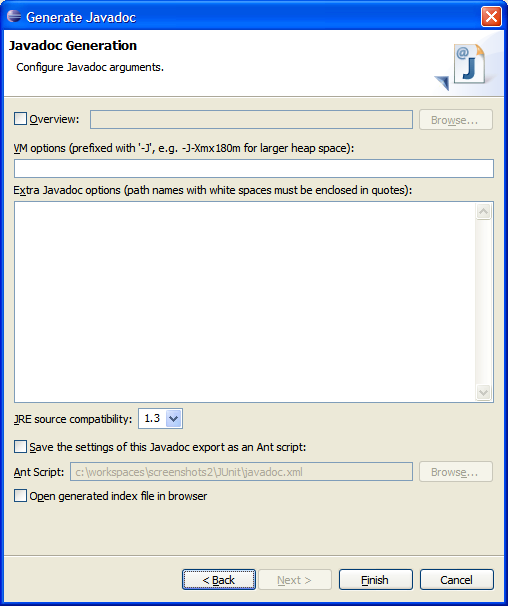 Generate Javadoc
Javadoc Generation
Configure Javadoc arguments.
@
J
Overview: Browse...
VM options (prefixed with '-J', e.g. -J-Xmx180m for larger heap space):
Extra Javadoc options (path names with white spaces must be enclosed in quotes):
JRE source compatibility: 1.3
Save the settings of this Javadoc export as an Ant script:
Ant Script: c:\workspaces\screenshots2\JUnit\javadoc.xml Browse...
Open generated index file in browser
< Back Next > Finish Cancel